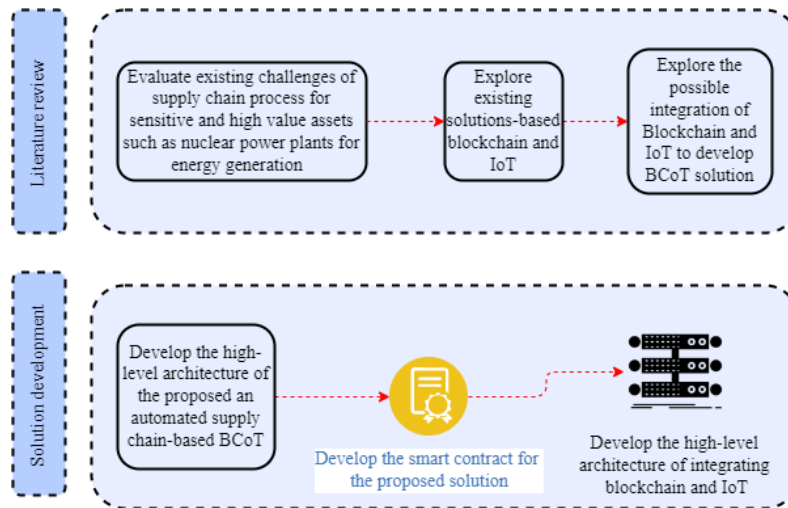 Literature review
Evaluate existing challenges of
supply chain process for
sensitive and high value assets
such as nuclear power plants for
energy generation
Explore
existing
solutions-based
blockchain and
IoT
Explore the
possible
integration of
Blockchain and
IoT to develop
BCoT solution
Solution development
Develop the high-
level architecture of
the proposed an
automated supply
chain-based BCoT
Develop the smart contract for
the proposed solution
Develop the high-level
architecture of integrating
blockchain and IoT